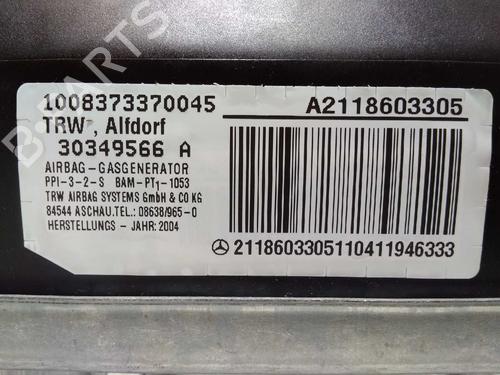 1008373370045 A2118603305
TRW , Alfdorf
30349566 A
AIRBAG-GASGENERATOR
PPI-3-2-S BAM-PT1-1053
TRW AIRBAG SYSTEMS GmbH & CO KG
84544 ASCHAU.TEL.: 08638/965-0
HERSTELLUNGS - JAHR: 2004
2118603305110411946333
B-PARTS